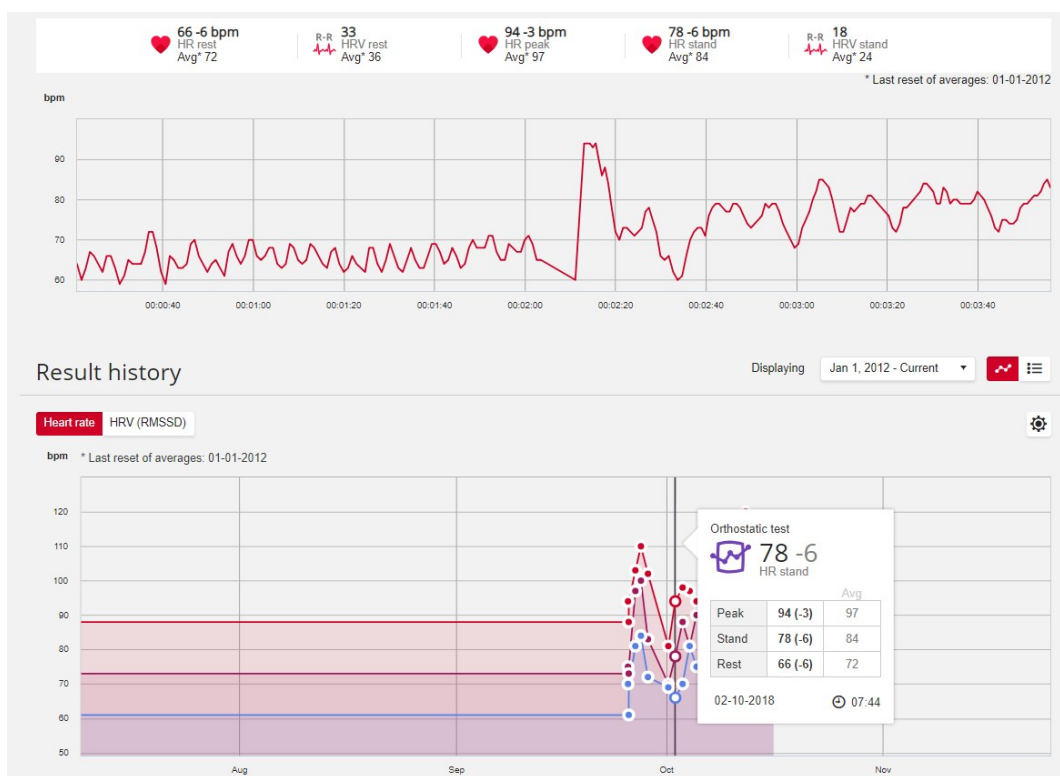 66 -6 bpm
HR rest
Avg* 72
R-R 33
HRV rest
Avg* 36
94 -3 bpm
HR peak
Avg* 97
78 -6 bpm
HR stand
Avg* 84
R-R 18
HRV stand
Avg* 24
* Last reset of averages: 01-01-2012
bpm
90
80
70
60
00:00:40 00:01:00 00:01:20 00:01:40 00:02:00 00:02:20 00:02:40 00:03:00 00:03:20 00:03:40
Result history
Displaying
Jan 1, 2012 - Current
Heart rate HRV (RMSSD)
bpm * Last reset of averages: 01-01-2012
120
110
100
90
80
70
60
50
Aug Sep Oct Nov
Orthostatic test
78 -6
HR stand
Avg
Peak 94 (-3) 97
Stand 78 (-6) 84
Rest 66 (-6) 72
02-10-2018 07:44